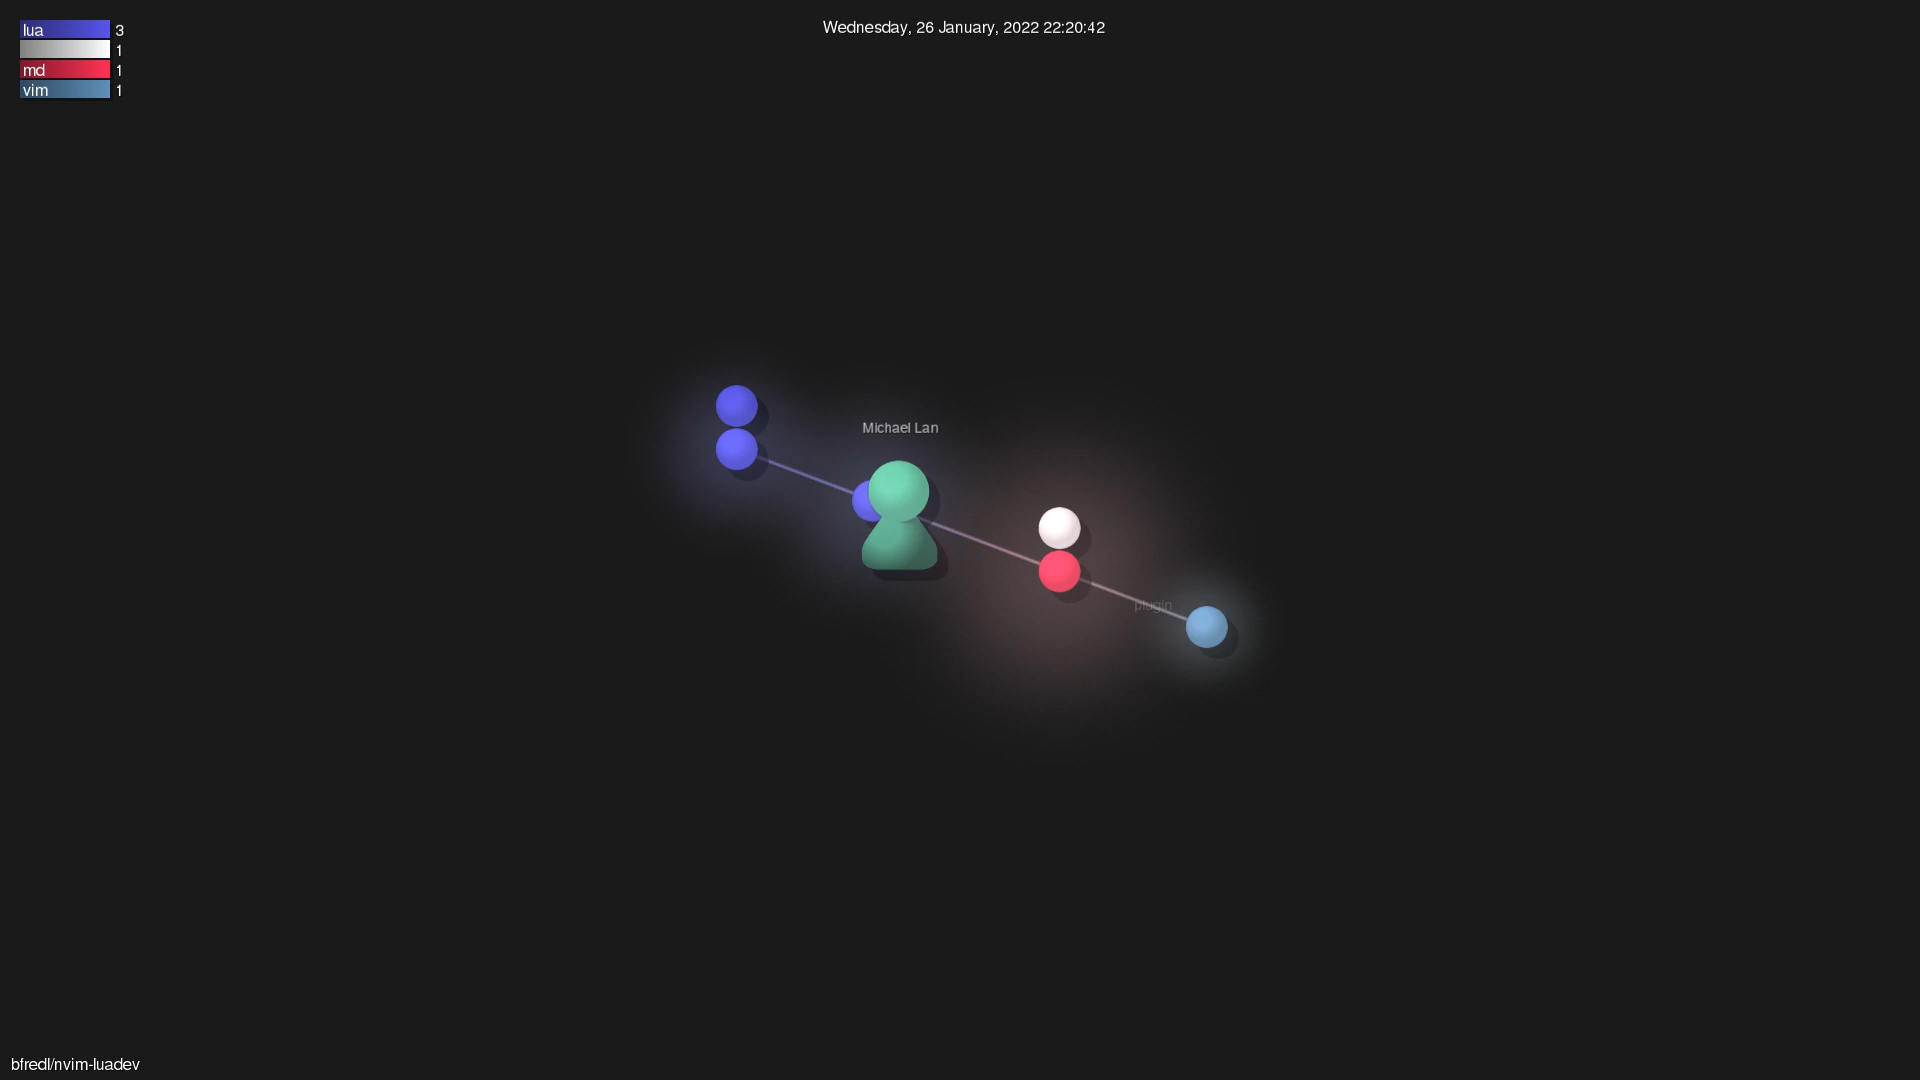 lua 3
1
md 1
vim 1
Wednesday, 26 January, 2022 22:20:42
Michael Lan
plugin
bfredl/nvim-luadev